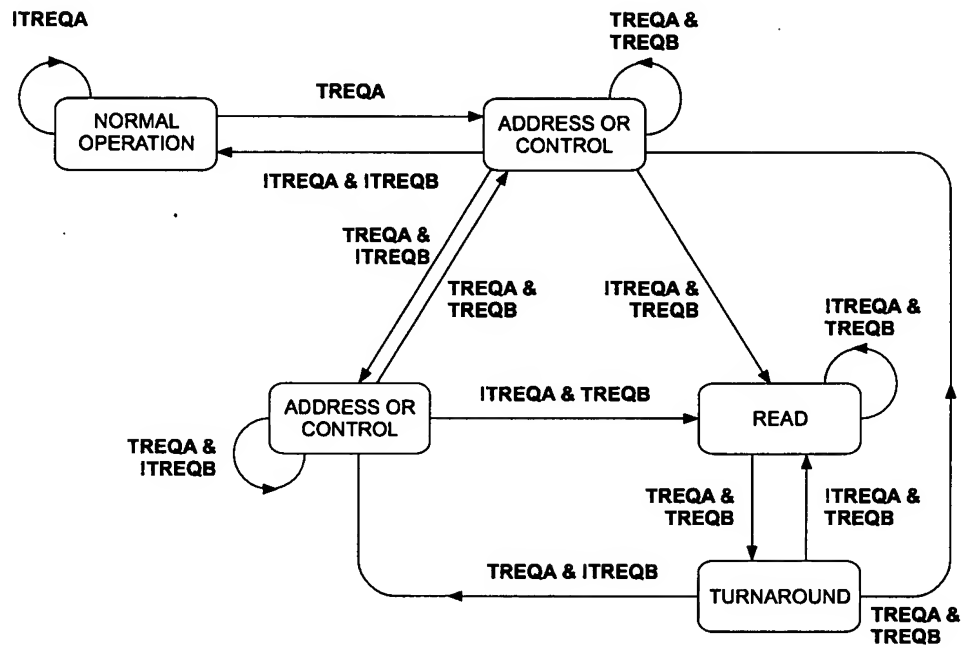 !TREQA
TREQA &
TREQB
NORMAL
OPERATION
TREQA
ADDRESS OR
CONTROL
!TREQA & !TREQB
TREQA &
!TREQB
TREQA &
TREQB
!TREQA &
TREQB
!TREQA &
TREQB
ADDRESS OR
CONTROL
!TREQA & TREQB
READ
TREQA &
!TREQB
TREQA &
TREQB
!TREQA &
TREQB
TREQA & !TREQB
TURNAROUND
TREQA &
TREQB